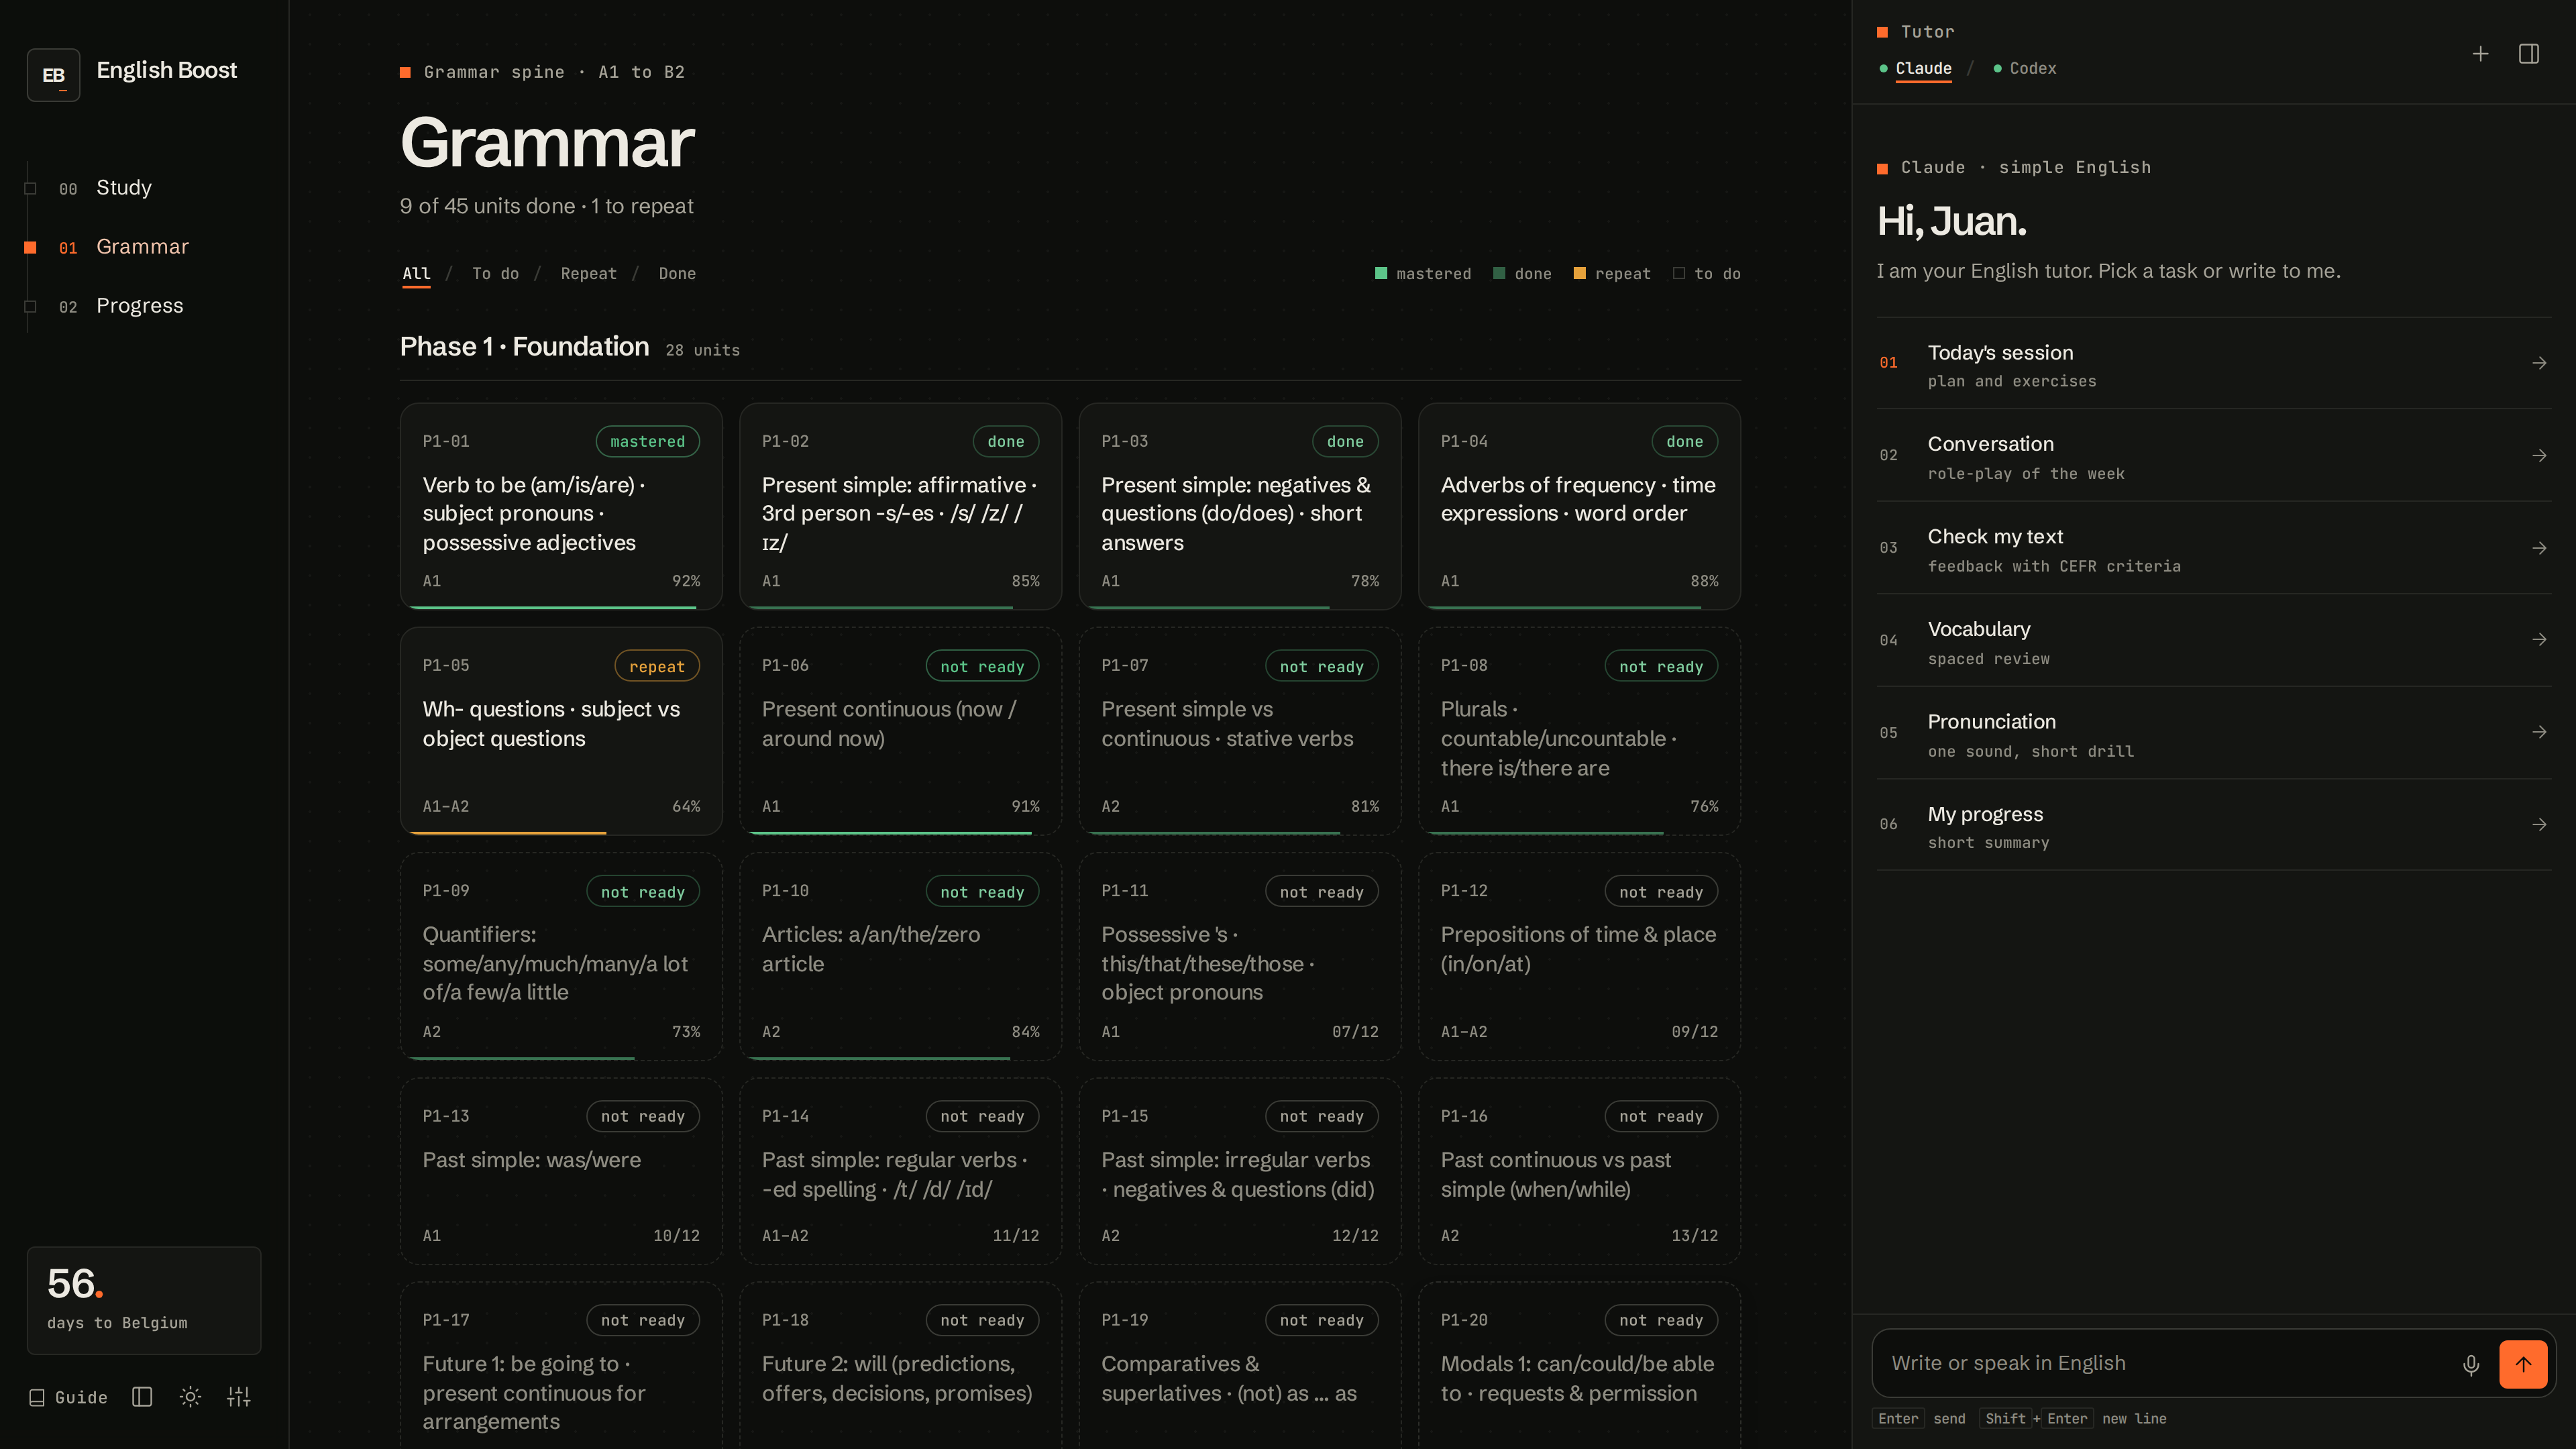 EB
English Boost
00 Study
01 Grammar
02 Progress
56.
days to Belgium
Guide
Grammar spine · A1 to B2
Grammar
9 of 45 units done · 1 to repeat
All / To do / Repeat / Done
mastered done repeat to do
Phase 1 · Foundation 28 units
P1-01 mastered
Verb to be (am/is/are) ·
subject pronouns ·
possessive adjectives
A1 92%
P1-02 done
Present simple: affirmative ·
3rd person -s/-es · /s/ /z/ /
ɪz/
A1 85%
P1-03 done
Present simple: negatives &
questions (do/does) · short
answers
A1 78%
P1-04 done
Adverbs of frequency · time
expressions · word order
A1 88%
P1-05 repeat
Wh- questions · subject vs
object questions
A1–A2 64%
P1-06 not ready
Present continuous (now /
around now)
A1 91%
P1-07 not ready
Present simple vs
continuous · stative verbs
A2 81%
P1-08 not ready
Plurals ·
countable/uncountable ·
there is/there are
A1 76%
P1-09 not ready
Quantifiers:
some/any/much/many/a lot
of/a few/a little
A2 73%
P1-10 not ready
Articles: a/an/the/zero
article
A2 84%
P1-11 not ready
Possessive 's ·
this/that/these/those ·
object pronouns
A1 07/12
P1-12 not ready
Prepositions of time & place
(in/on/at)
A1–A2 09/12
P1-13 not ready
Past simple: was/were
A1 10/12
P1-14 not ready
Past simple: regular verbs ·
-ed spelling · /t/ /d/ /ɪd/
A1–A2 11/12
P1-15 not ready
Past simple: irregular verbs
· negatives & questions (did)
A2 12/12
P1-16 not ready
Past continuous vs past
simple (when/while)
A2 13/12
P1-17 not ready
Future 1: be going to ·
present continuous for
arrangements
P1-18 not ready
Future 2: will (predictions,
offers, decisions, promises)
P1-19 not ready
Comparatives &
superlatives · (not) as … as
P1-20 not ready
Modals 1: can/could/be able
to · requests & permission
Tutor
Claude / Codex
Claude · simple English
Hi, Juan.
I am your English tutor. Pick a task or write to me.
01 Today's session
plan and exercises
02 Conversation
role-play of the week
03 Check my text
feedback with CEFR criteria
04 Vocabulary
spaced review
05 Pronunciation
one sound, short drill
06 My progress
short summary
Write or speak in English
Enter send Shift+Enter new line